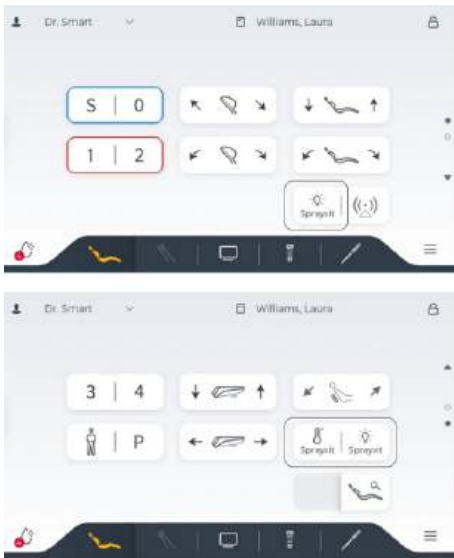 Dr. Smart
Williams, Laura
S | 0
1 | 2
Sprayvit
Dr. Smart
Williams, Laura
3 | 4
P
Sprayvit Sprayvit